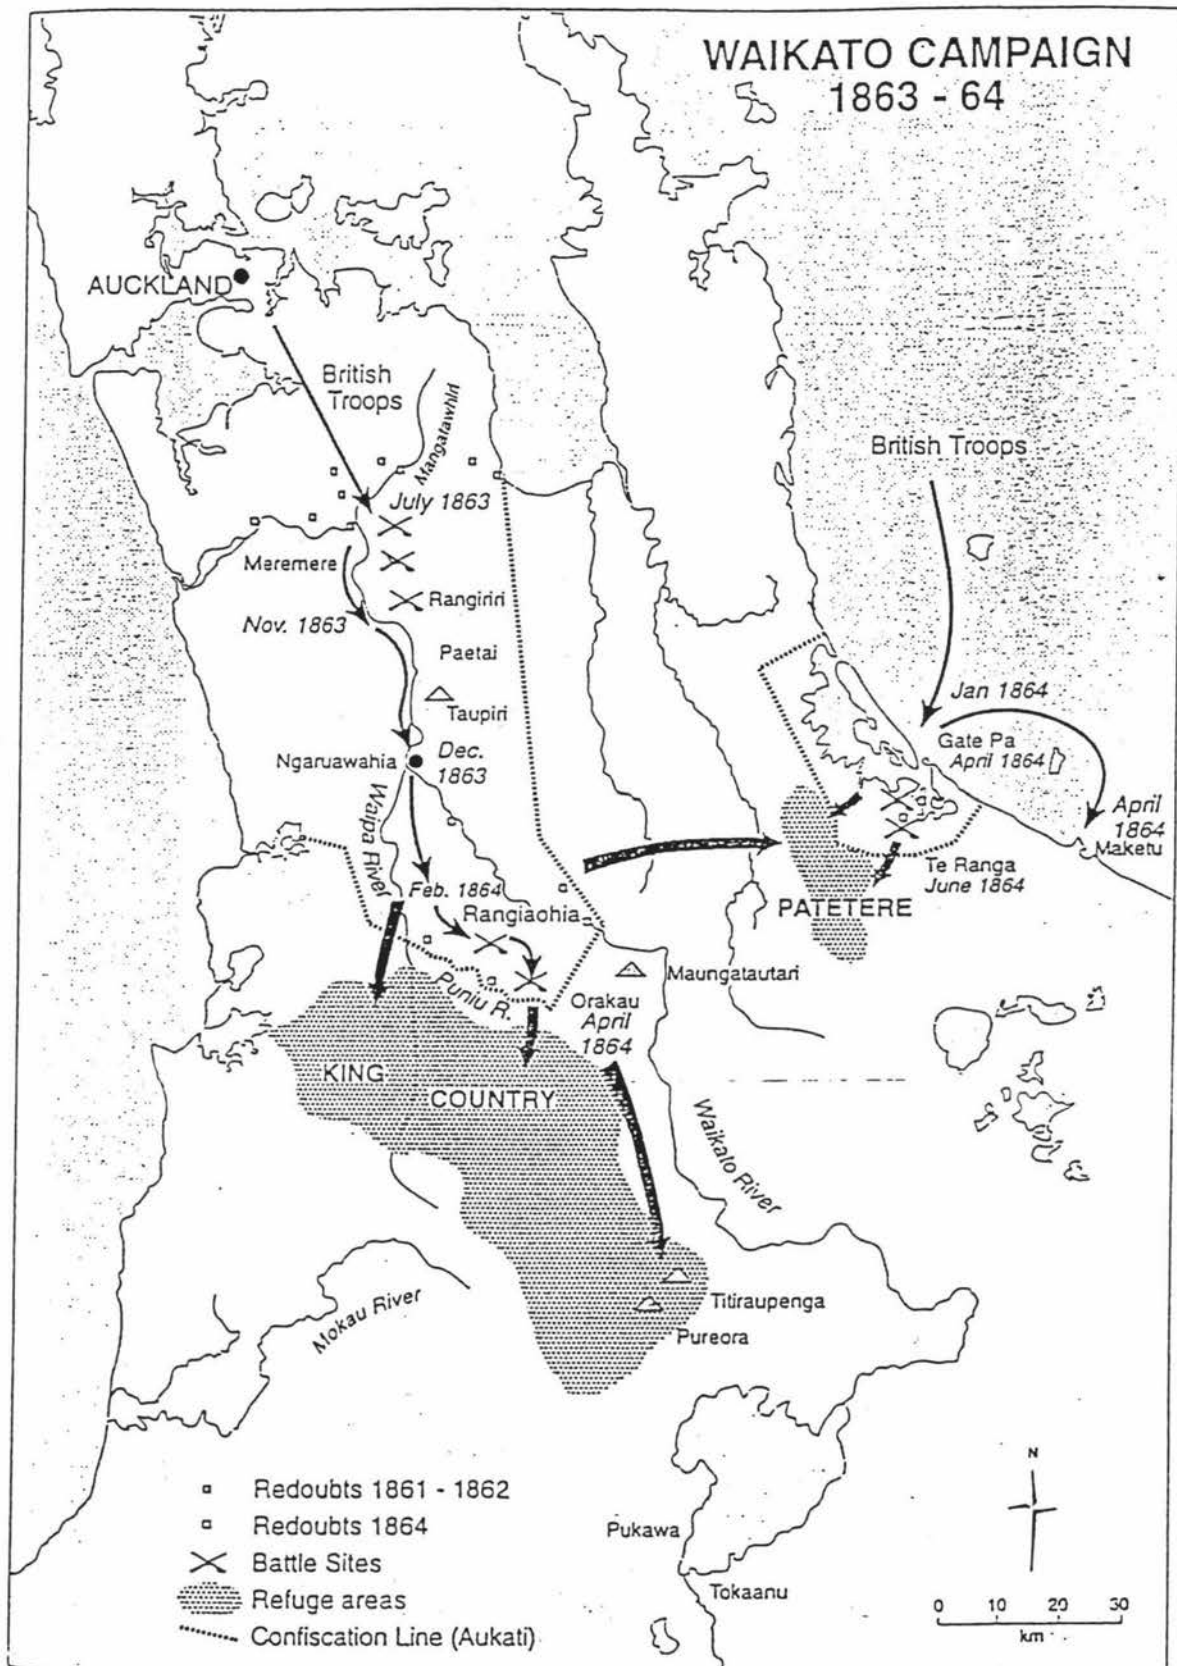 WAIKATO CAMPAIGN
1863 - 64
AUCKLAND
British
Troops
Mangatawhiri
British Troops
July 1863
Meremere
Rangiriri
Nov. 1863
Paetai
Jan 1864
Taupiri
Gate Pa
April 1864
Ngaruawahia
Dec.
1863
Waipa River
April
1864
Maketu
Te Ranga
June 1864
Feb. 1864
Rangiaohia
PATETERE
Maungatautari
Puniu R.
Orakau
April
1864
KING
COUNTRY
Waikato River
Mokau River
Titiraupenga
Pureora
Redoubts 1861 - 1862
Redoubts 1864
Battle Sites
Refuge areas
Confiscation Line (Aukati)
Pukawa
Tokaanu
N
0 10 20 30
km